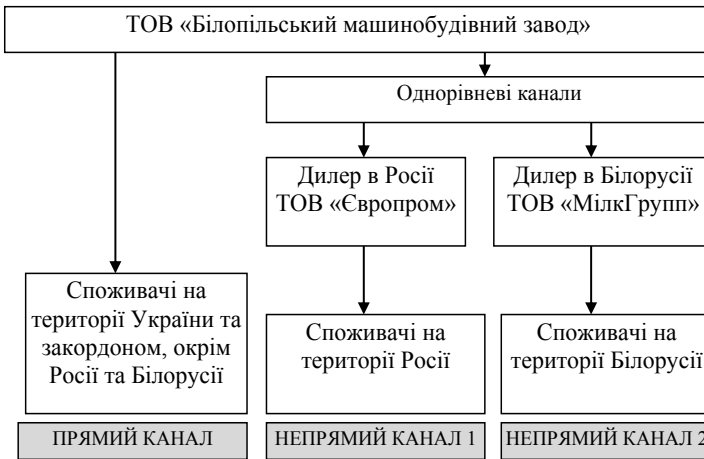 ТОВ «Білопільський машинобудівний завод»
Однорівневі канали
Дилер в Росії
ТОВ «Європром»
Дилер в Білорусії
ТОВ «МілкГрупп»
Споживачі на
території України та
закордоном, окрім
Росії та Білорусії
Споживачі на
території Росії
Споживачі на
території Білорусії
ПРЯМИЙ КАНАЛ
НЕПРЯМИЙ КАНАЛ 1
НЕПРЯМИЙ КАНАЛ 2